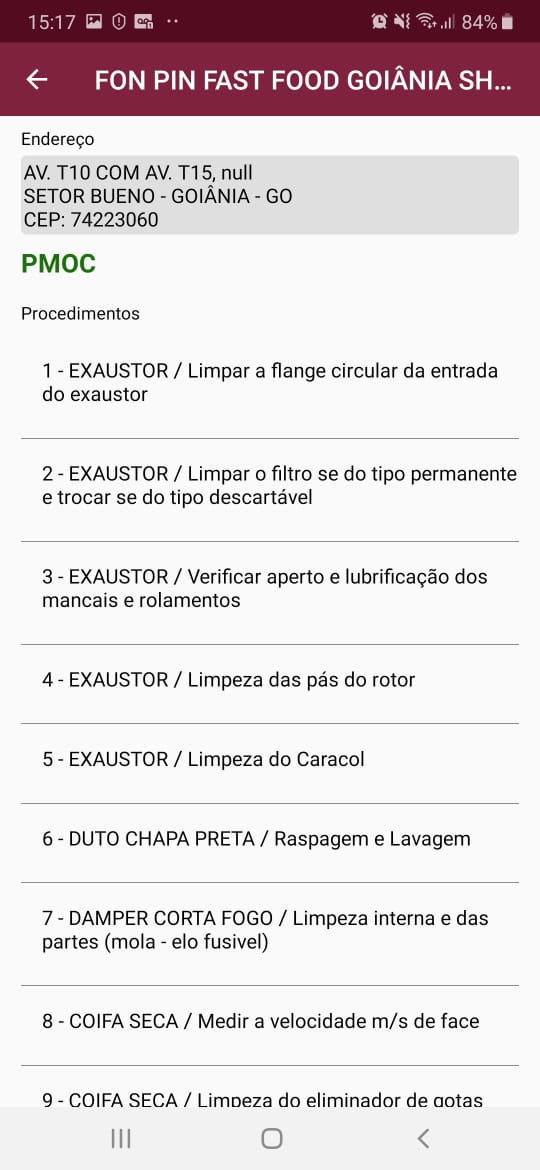 15:17
84%
FON PIN FAST FOOD GOIÂNIA SH...
Endereço
AV. T10 COM AV. T15, null
SETOR BUENO - GOIÂNIA - GO
CEP: 74223060
PMOC
Procedimentos
1 - EXAUSTOR / Limpar a flange circular da entrada
do exaustor
2 - EXAUSTOR / Limpar o filtro se do tipo permanente
e trocar se do tipo descartável
3 - EXAUSTOR / Verificar aperto e lubrificação dos
mancais e rolamentos
4 - EXAUSTOR / Limpeza das pás do rotor
5 - EXAUSTOR / Limpeza do Caracol
6 - DUTO CHAPA PRETA / Raspagem e Lavagem
7 - DAMPER CORTA FOGO / Limpeza interna e das
partes (mola - elo fusivel)
8 - COIFA SECA / Medir a velocidade m/s de face
9 - COIFA SECA / Limpeza do eliminador de gotas